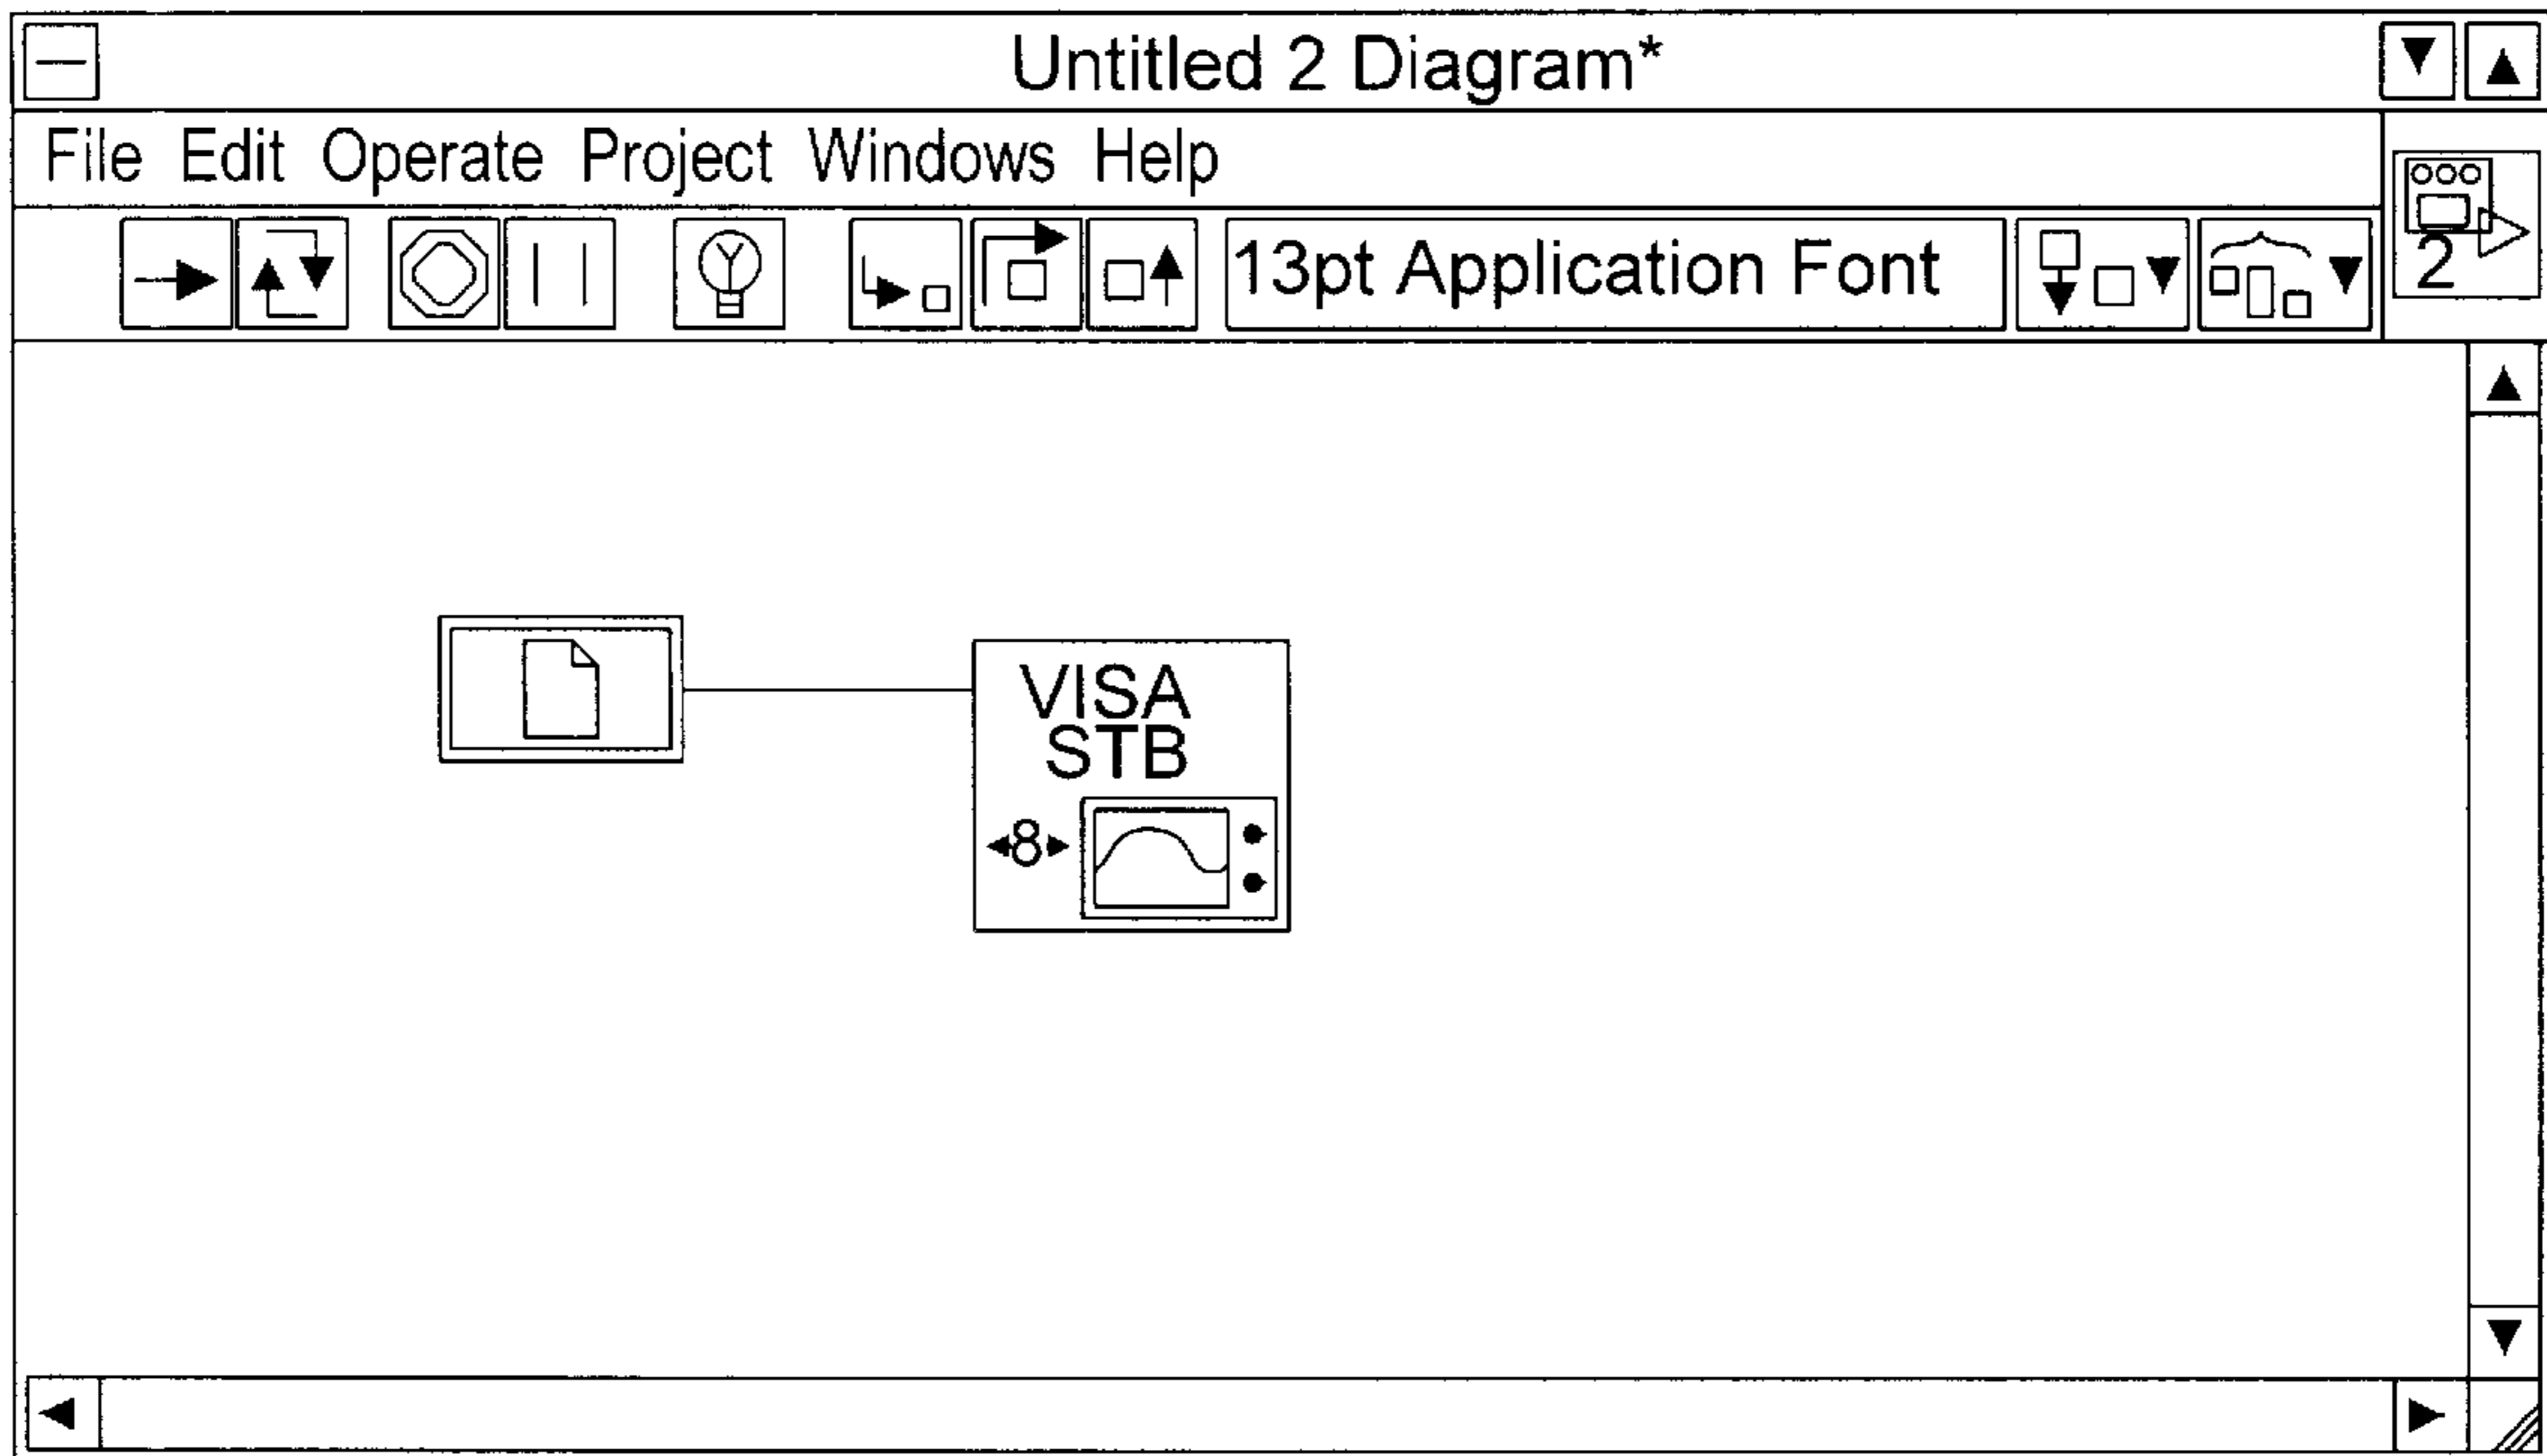 Untitled 2 Diagram*
File Edit Operate Project Windows Help
13pt Application Font
2
VISA
STB
8